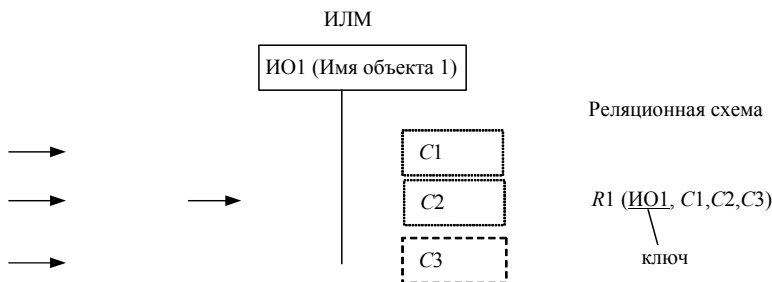 ИЛМ
ИО1 (Имя объекта 1)
Реляционная схема
C1
C2
R1 (ИО1, C1,C2,C3)
C3
ключ